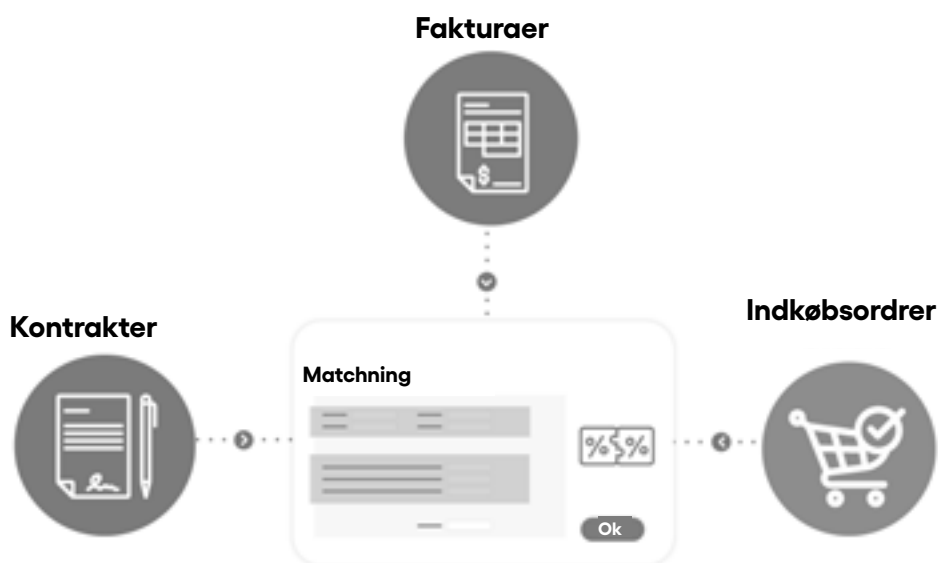 Fakturaer
Indkøbsordrer
Kontrakter
Matchning
$
%%
Ok